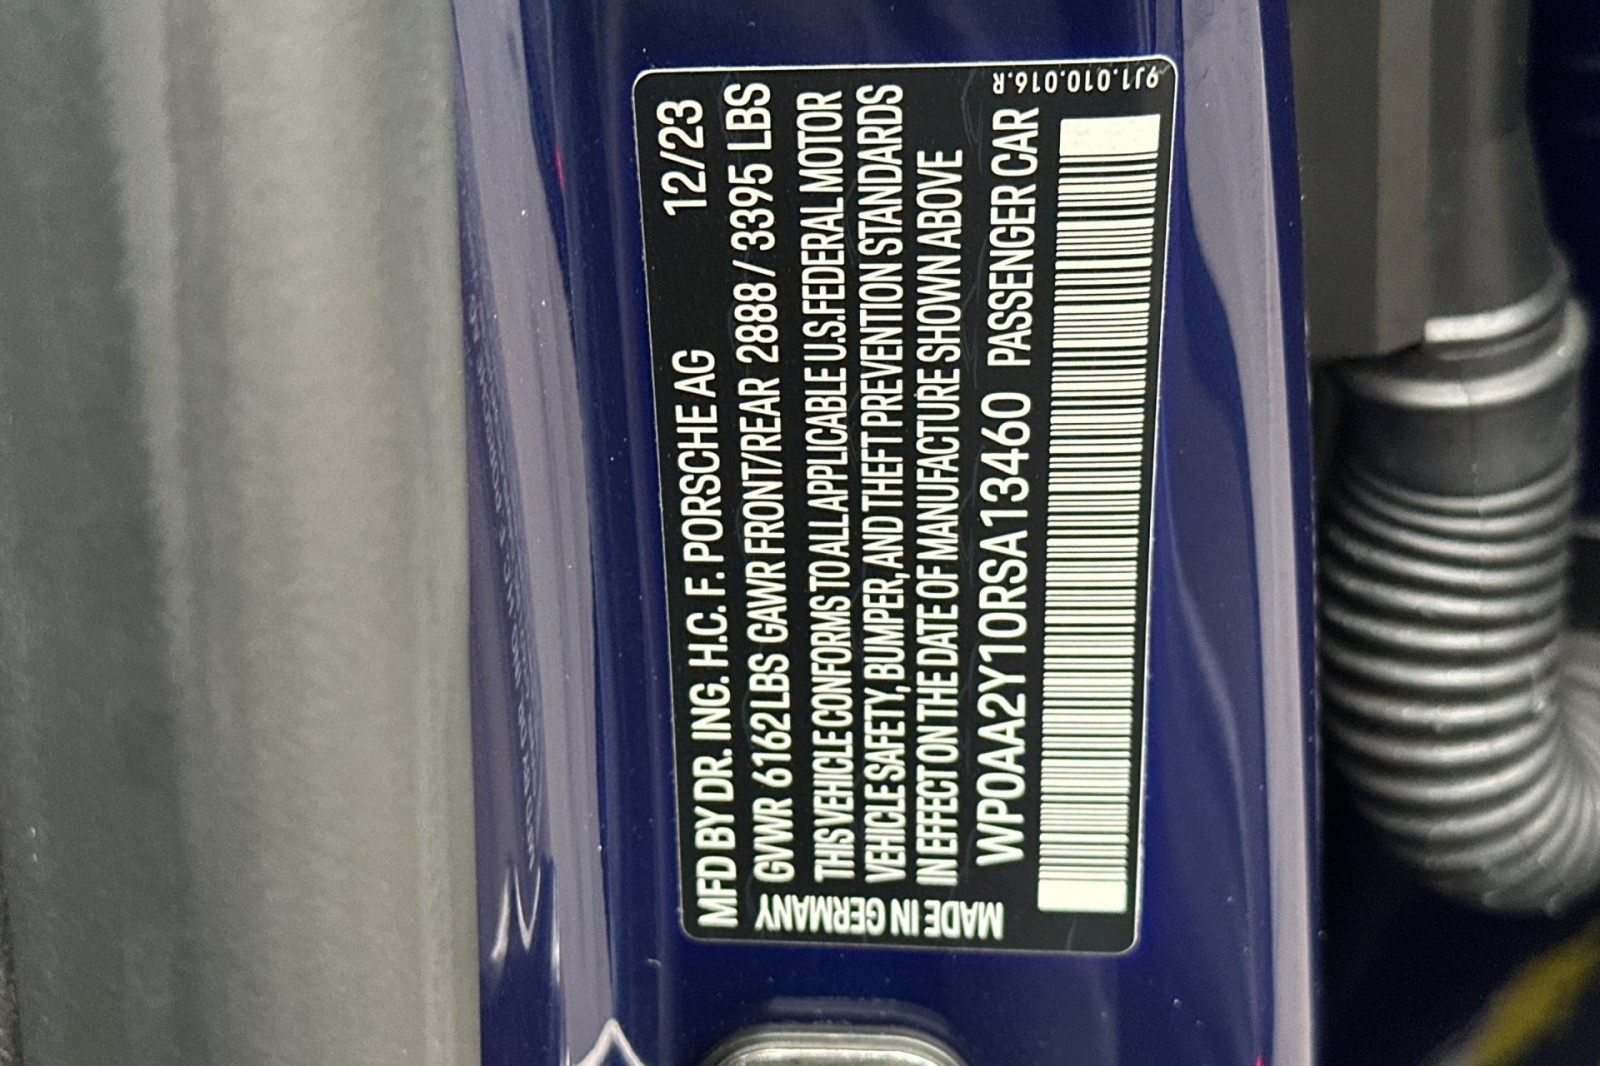 MFD BY DR. ING. H.C. F. PORSCHE AG 12/23
GVWR 6162 LBS GAWR FRONT/REAR 2888 / 3395 LBS
THIS VEHICLE CONFORMS TO ALL APPLICABLE U.S. FEDERAL MOTOR
VEHICLE SAFETY, BUMPER, AND THEFT PREVENTION STANDARDS
IN EFFECT ON THE DATE OF MANUFACTURE SHOWN ABOVE
WP0AA2Y10RSA13460 PASSENGER CAR
MADE IN GERMANY
9J1.010.016.R